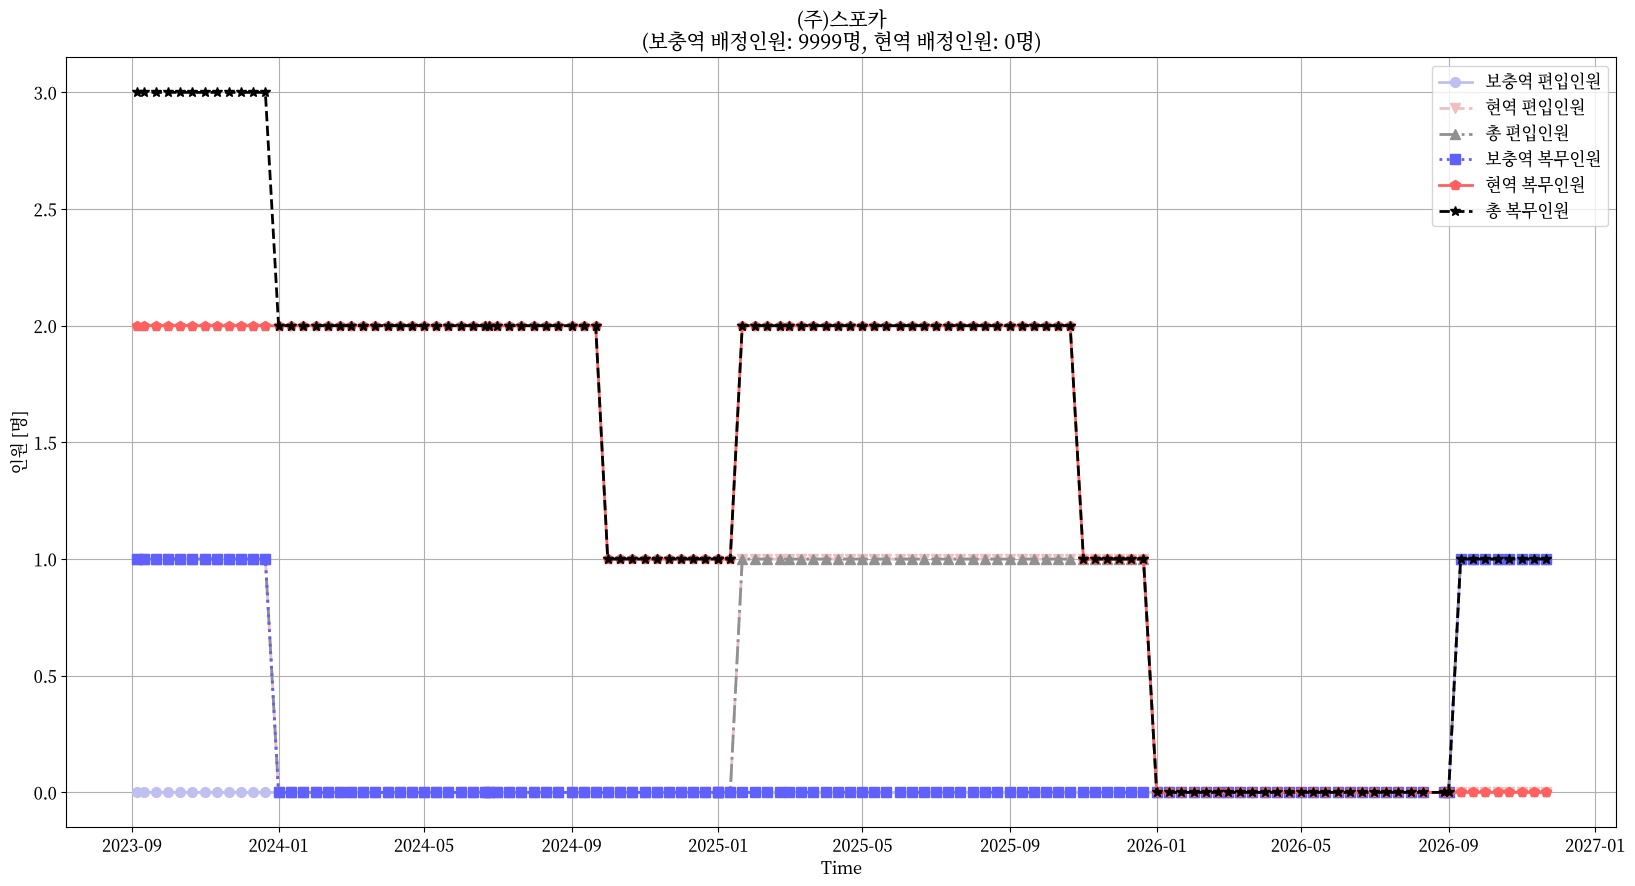 (주)스포카
(보충역 배정인원: 9999명, 현역 배정인원: 0명)
보충역 편입인원
현역 편입인원
총 편입인원
보충역 복무인원
현역 복무인원
총 복무인원
인원 [명]
3.0
2.5
2.0
1.5
1.0
0.5
0.0
2023-09 2024-01 2024-05 2024-09 2025-01 2025-05 2025-09 2026-01 2026-05 2026-09 2027-01
Time